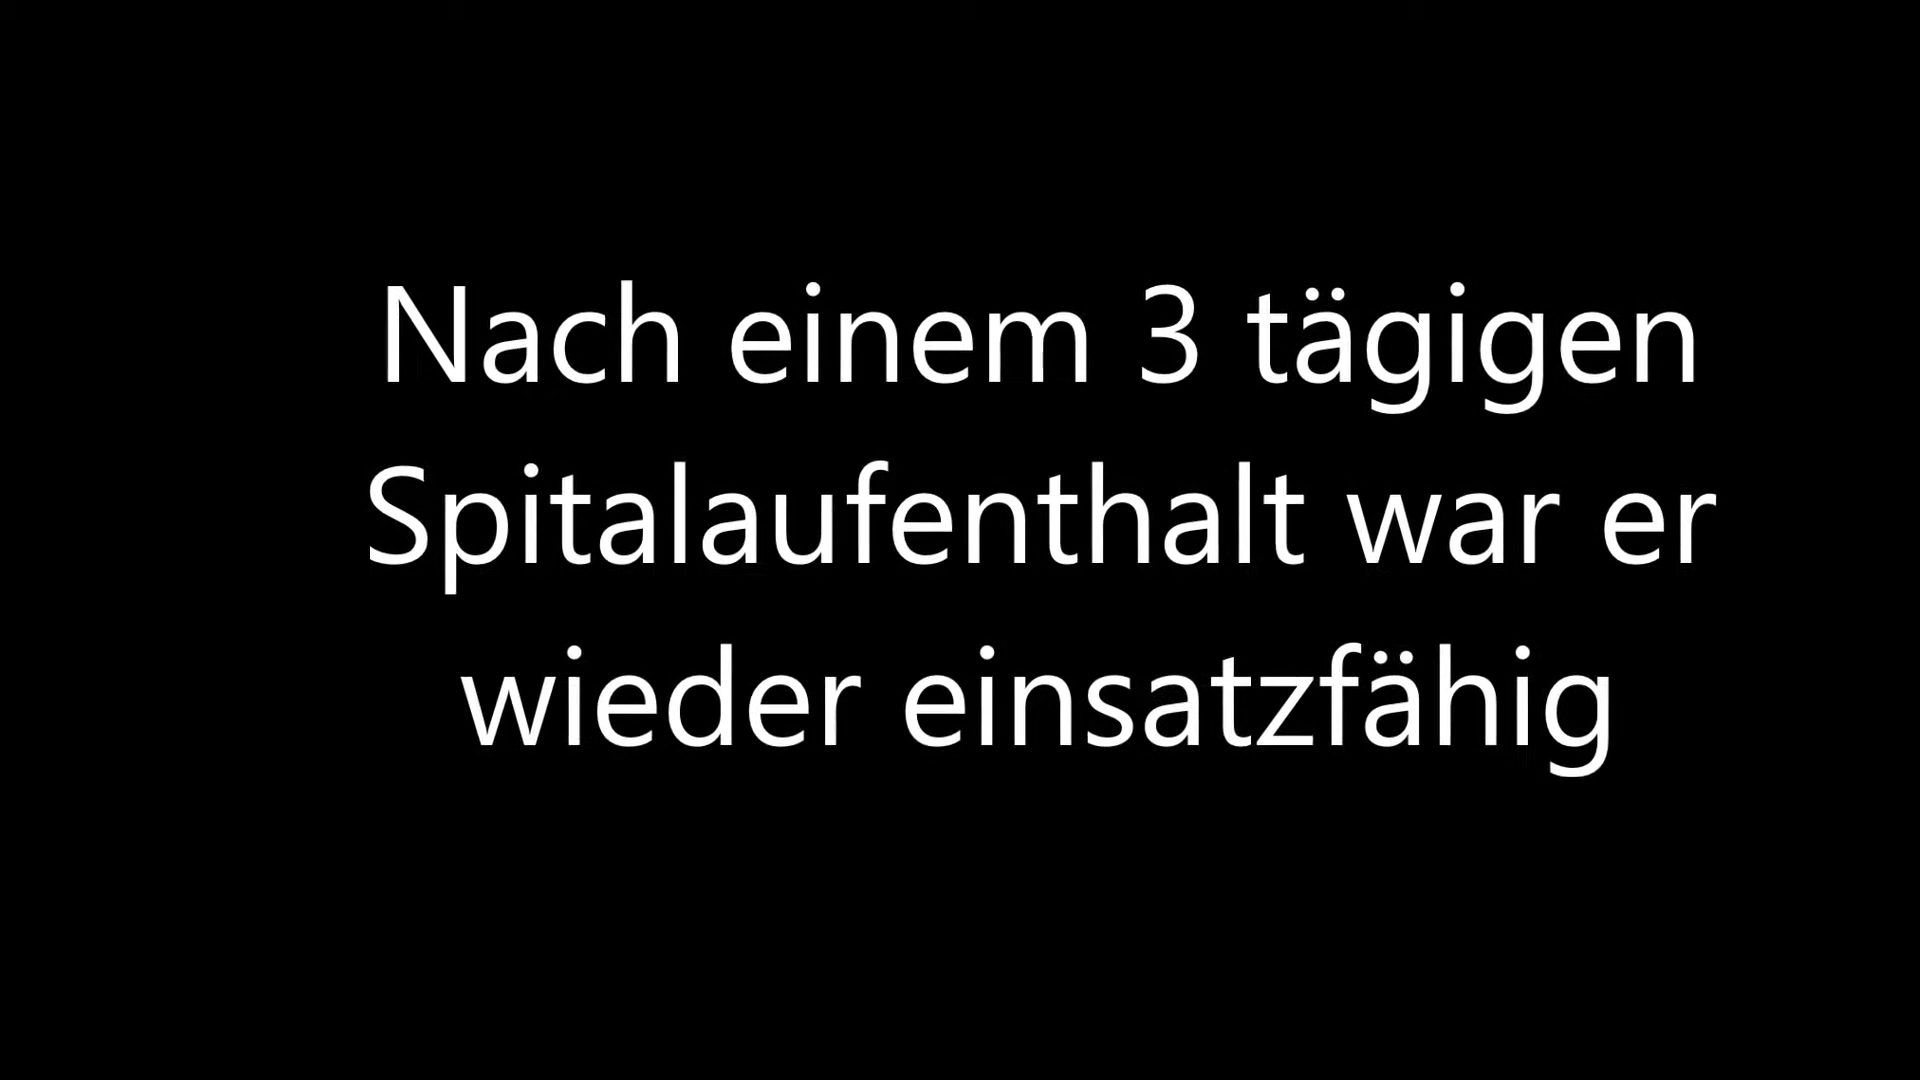 Nach einem 3 tägigen
Spitalaufenthalt war er
wieder einsatzfähig